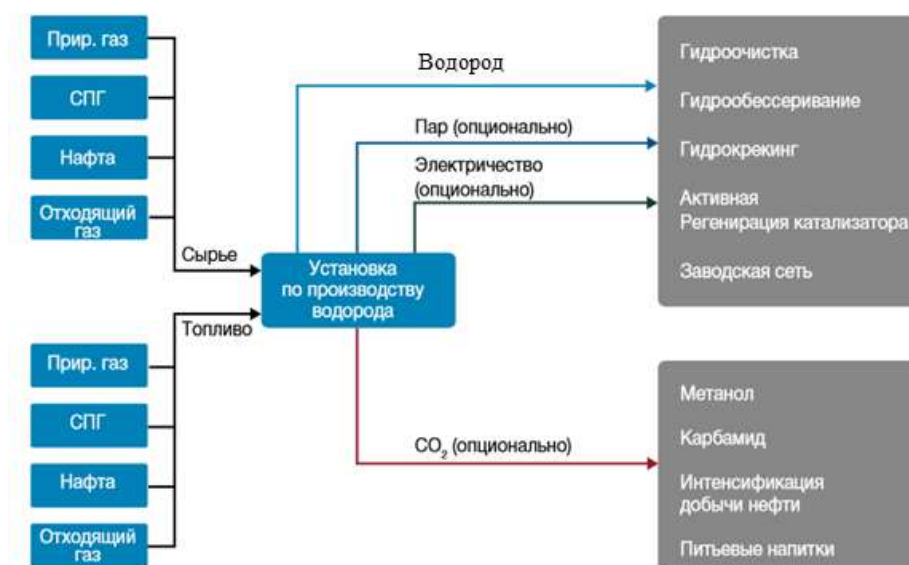 Прир. газ
СПГ
Нафта
Отходящий
газ
Сырье
Водород
Пар (опционально)
Электричество
(опционально)
Гидроочистка
Гидрообессеривание
Гидрокрекинг
Активная
Регенирация катализатора
Заводская сеть
Установка
по производству
водорода
Топливо
Прир. газ
СПГ
Нафта
Отходящий
газ
CO₂ (опционально)
Метанол
Карбамид
Интенсификация
добычи нефти
Питьевые напитки